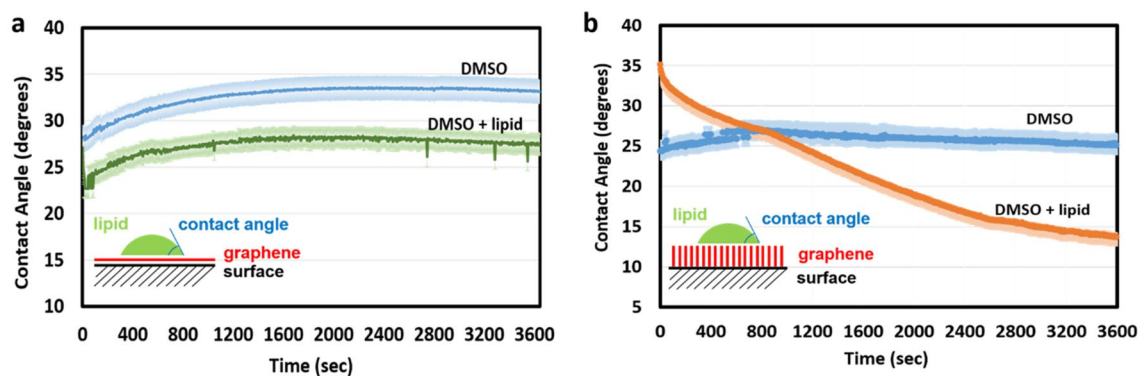 a
40
35
30
25
20
15
10
Contact Angle (degrees)
DMSO
DMSO + lipid
lipid
contact angle
graphene
surface
0 400 800 1200 1600 2000 2400 2800 3200 3600
Time (sec)
b
40
35
30
25
20
15
10
5
Contact Angle (degrees)
DMSO
DMSO + lipid
lipid
contact angle
graphene
surface
0 400 800 1200 1600 2000 2400 2800 3200 3600
Time (sec)